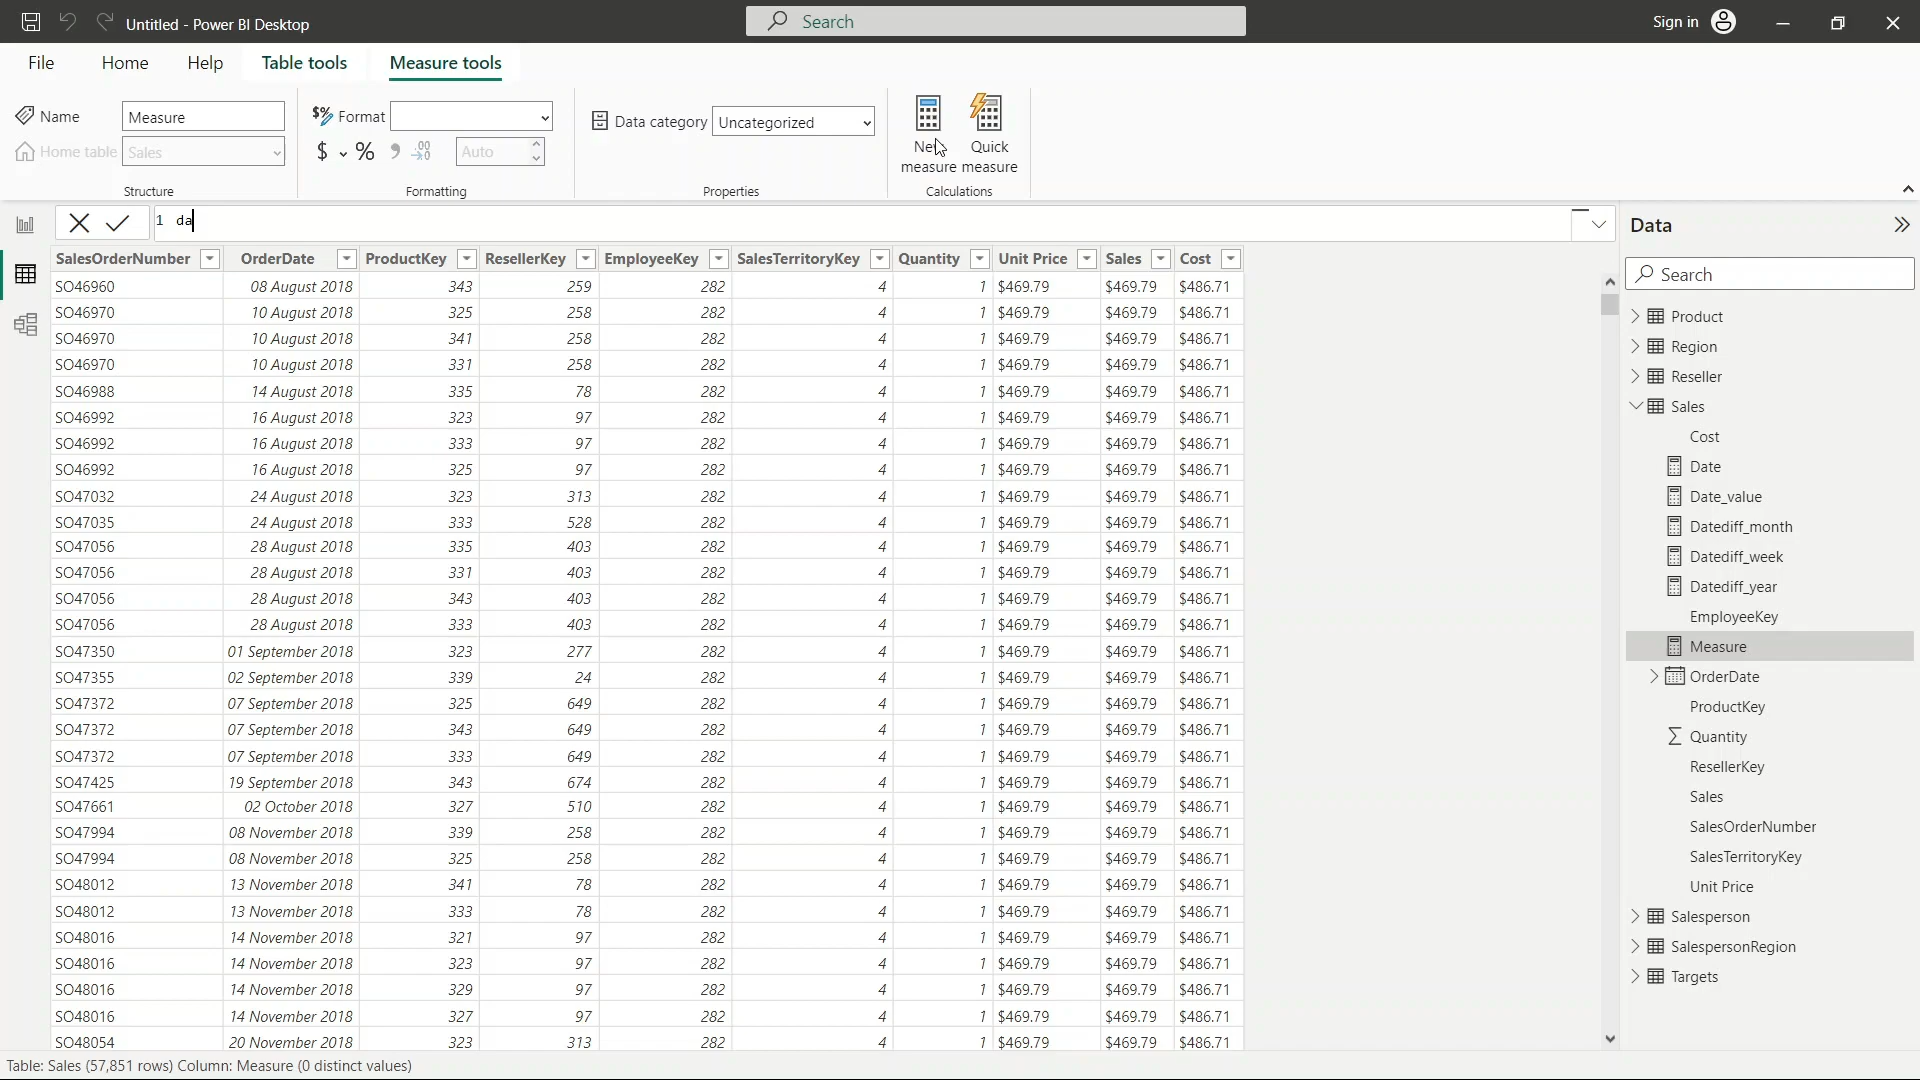 Untitled - Power BI Desktop
Search
Sign in
File Home Help Table tools Measure tools
Name Measure
Home table Sales
Structure
$% Format
$ % Auto
Formatting
Data category Uncategorized
Properties
New measure
Quick measure
Calculations
1 da
SalesOrderNumber OrderDate ProductKey ResellerKey EmployeeKey SalesTerritoryKey Quantity Unit Price Sales Cost
SO46960 08 August 2018 343 259 282 4 1 $469.79 $469.79 $486.71
SO46970 10 August 2018 325 258 282 4 1 $469.79 $469.79 $486.71
SO46970 10 August 2018 341 258 282 4 1 $469.79 $469.79 $486.71
SO46970 10 August 2018 331 258 282 4 1 $469.79 $469.79 $486.71
SO46988 14 August 2018 335 78 282 4 1 $469.79 $469.79 $486.71
SO46992 16 August 2018 323 97 282 4 1 $469.79 $469.79 $486.71
SO46992 16 August 2018 333 97 282 4 1 $469.79 $469.79 $486.71
SO46992 16 August 2018 325 97 282 4 1 $469.79 $469.79 $486.71
SO47032 24 August 2018 323 313 282 4 1 $469.79 $469.79 $486.71
SO47035 24 August 2018 333 528 282 4 1 $469.79 $469.79 $486.71
SO47056 28 August 2018 335 403 282 4 1 $469.79 $469.79 $486.71
SO47056 28 August 2018 331 403 282 4 1 $469.79 $469.79 $486.71
SO47056 28 August 2018 343 403 282 4 1 $469.79 $469.79 $486.71
SO47056 28 August 2018 333 403 282 4 1 $469.79 $469.79 $486.71
SO47350 01 September 2018 323 277 282 4 1 $469.79 $469.79 $486.71
SO47355 02 September 2018 339 24 282 4 1 $469.79 $469.79 $486.71
SO47372 07 September 2018 325 649 282 4 1 $469.79 $469.79 $486.71
SO47372 07 September 2018 343 649 282 4 1 $469.79 $469.79 $486.71
SO47372 07 September 2018 333 649 282 4 1 $469.79 $469.79 $486.71
SO47425 19 September 2018 343 674 282 4 1 $469.79 $469.79 $486.71
SO47661 02 October 2018 327 510 282 4 1 $469.79 $469.79 $486.71
SO47994 08 November 2018 339 258 282 4 1 $469.79 $469.79 $486.71
SO47994 08 November 2018 325 258 282 4 1 $469.79 $469.79 $486.71
SO48012 13 November 2018 341 78 282 4 1 $469.79 $469.79 $486.71
SO48012 13 November 2018 333 78 282 4 1 $469.79 $469.79 $486.71
SO48016 14 November 2018 321 97 282 4 1 $469.79 $469.79 $486.71
SO48016 14 November 2018 323 97 282 4 1 $469.79 $469.79 $486.71
SO48016 14 November 2018 329 97 282 4 1 $469.79 $469.79 $486.71
SO48016 14 November 2018 327 97 282 4 1 $469.79 $469.79 $486.71
SO48054 20 November 2018 323 313 282 4 1 $469.79 $469.79 $486.71
Data
Search
Product
Region
Reseller
Sales
Cost
Date
Date_value
Datediff_month
Datediff_week
Datediff_year
EmployeeKey
Measure
OrderDate
ProductKey
Quantity
ResellerKey
Sales
SalesOrderNumber
SalesTerritoryKey
Unit Price
Salesperson
SalespersonRegion
Targets
Table: Sales (57,851 rows) Column: Measure (0 distinct values)